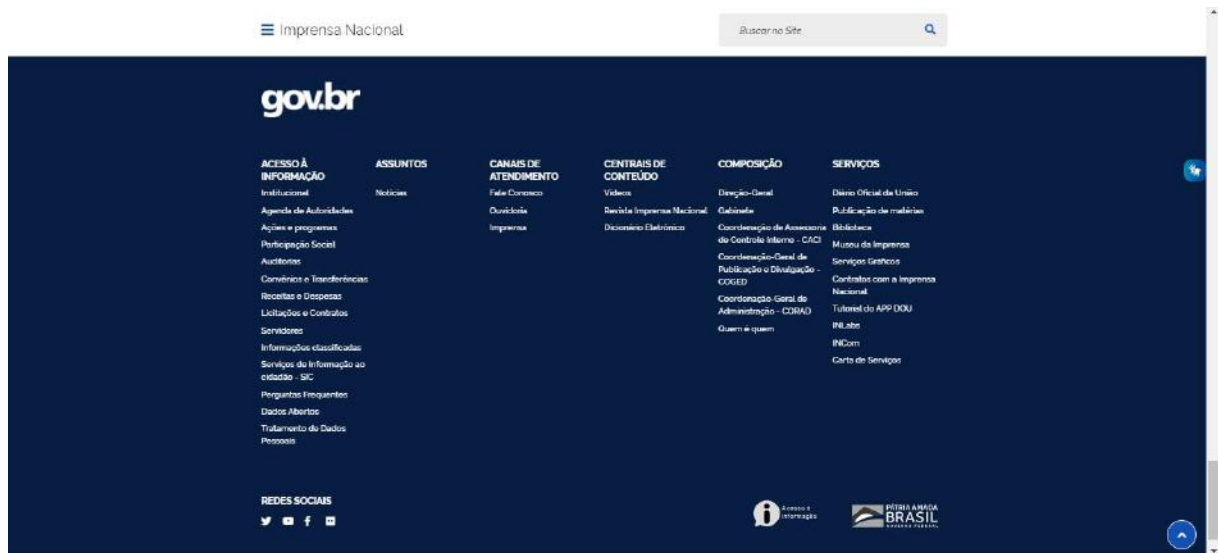 Imprensa Nacional
Buscar no Site
gov.br
ACESSO À
INFORMAÇÃO
Institucional
Agenda de Autoridades
Ações e programas
Participação Social
Auditorias
Convênios e Transferências
Receitas e Despesas
Licitações e Contratos
Servidores
Informações classificadas
Serviços de Informação ao
cidadão - SIC
Perguntas Frequentes
Dados Abertos
Tratamento de Dados
Pessoais
ASSUNTOS
Notícias
CANAIS DE
ATENDIMENTO
Fale Conosco
Ouvidoria
Imprensa
CENTRAIS DE
CONTEÚDO
Vídeos
Revista Imprensa Nacional
Dicionário Eletrônico
COMPOSIÇÃO
Direção-Geral
Gabinete
Coordenação de Assessoria
de Controle Interno - CACI
Coordenação-Geral de
Publicação e Divulgação -
COGED
Coordenação-Geral de
Administração - CORAD
Quem é quem
SERVIÇOS
Diário Oficial da União
Publicação de matérias
Biblioteca
Museu da Imprensa
Serviços Gráficos
Contratos com a Imprensa
Nacional
Tutorial do APP DOU
INLabs
INCom
Carta de Serviços
REDES SOCIAIS
Acesso à
Informação
PÁTRIA AMADA
BRASIL
GOVERNO FEDERAL